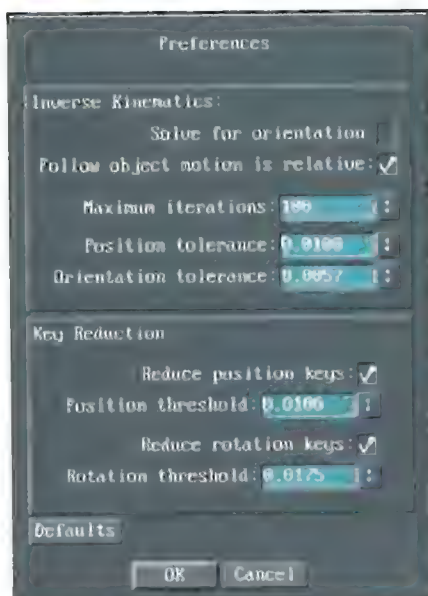 Preferences
Inverse Kinematics:
Solve for orientation
Follow object motion is relative:
Maximum iterations: 100
Position tolerance: 0.0100
Orientation tolerance: 0.0057
Key Reduction
Reduce position keys:
Position threshold: 0.0100
Reduce rotation keys:
Rotation threshold: 0.0175
Defaults
OK Cancel